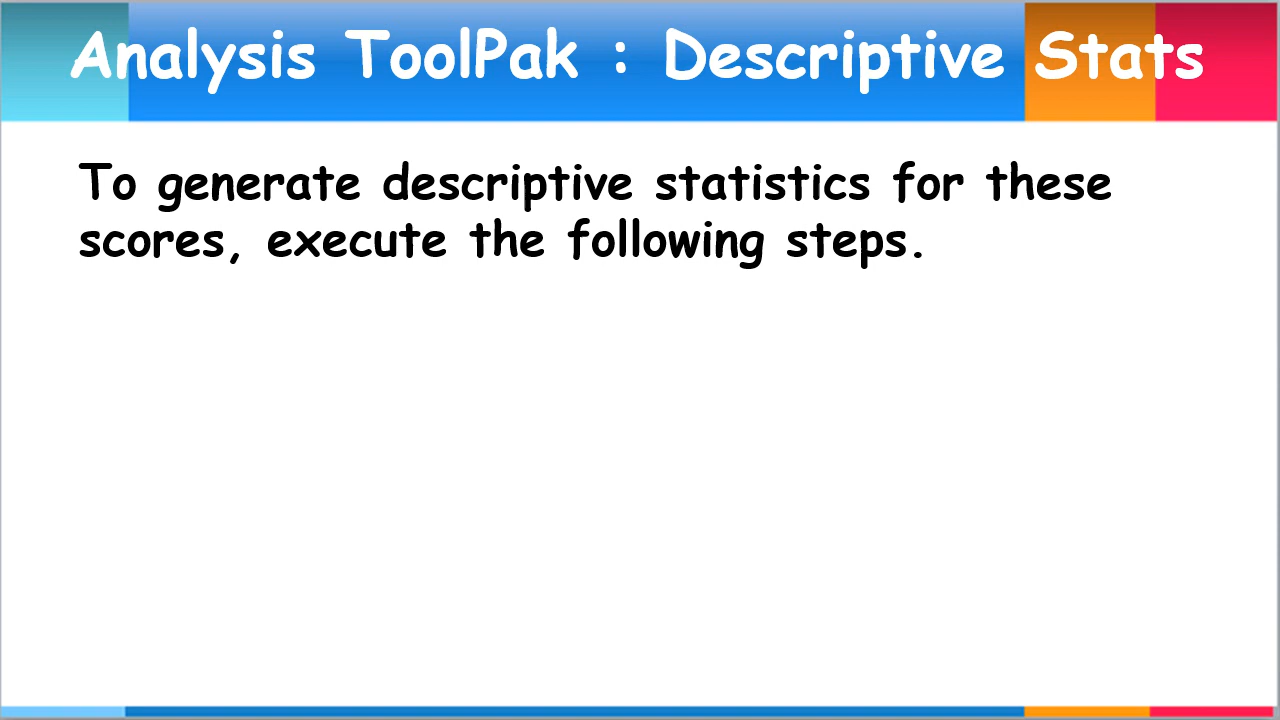 Analysis ToolPak : Descriptive Stats
To generate descriptive statistics for these
scores, execute the following steps.